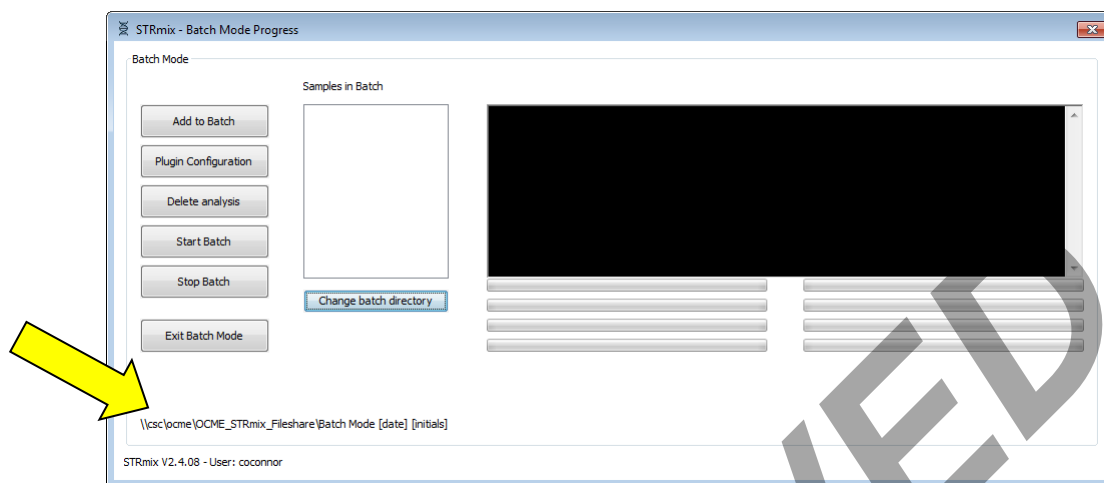 STRmix - Batch Mode Progress
Batch Mode
Samples in Batch
Add to Batch
Plugin Configuration
Delete analysis
Start Batch
Stop Batch
Change batch directory
Exit Batch Mode
\\csc\ocme\OCME_STRmix_Fileshare\Batch Mode [date] [initials]
STRmix V2.4.08 - User: coconnor